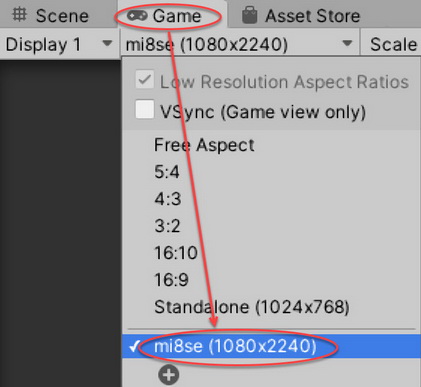 Scene Game Asset Store
Display 1 mi8se (1080x2240) Scale
Low Resolution Aspect Ratios
VSync (Game view only)
Free Aspect
5:4
4:3
3:2
16:10
16:9
Standalone (1024x768)
mi8se (1080x2240)